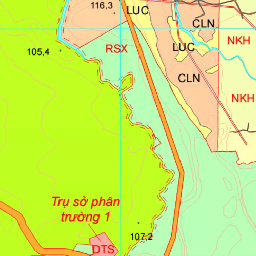 116,3
LUC
CLN
105,4
RSX
LUC
NKH
CLN
NKH
Trụ sở phân
trường 1
107,2
DTS